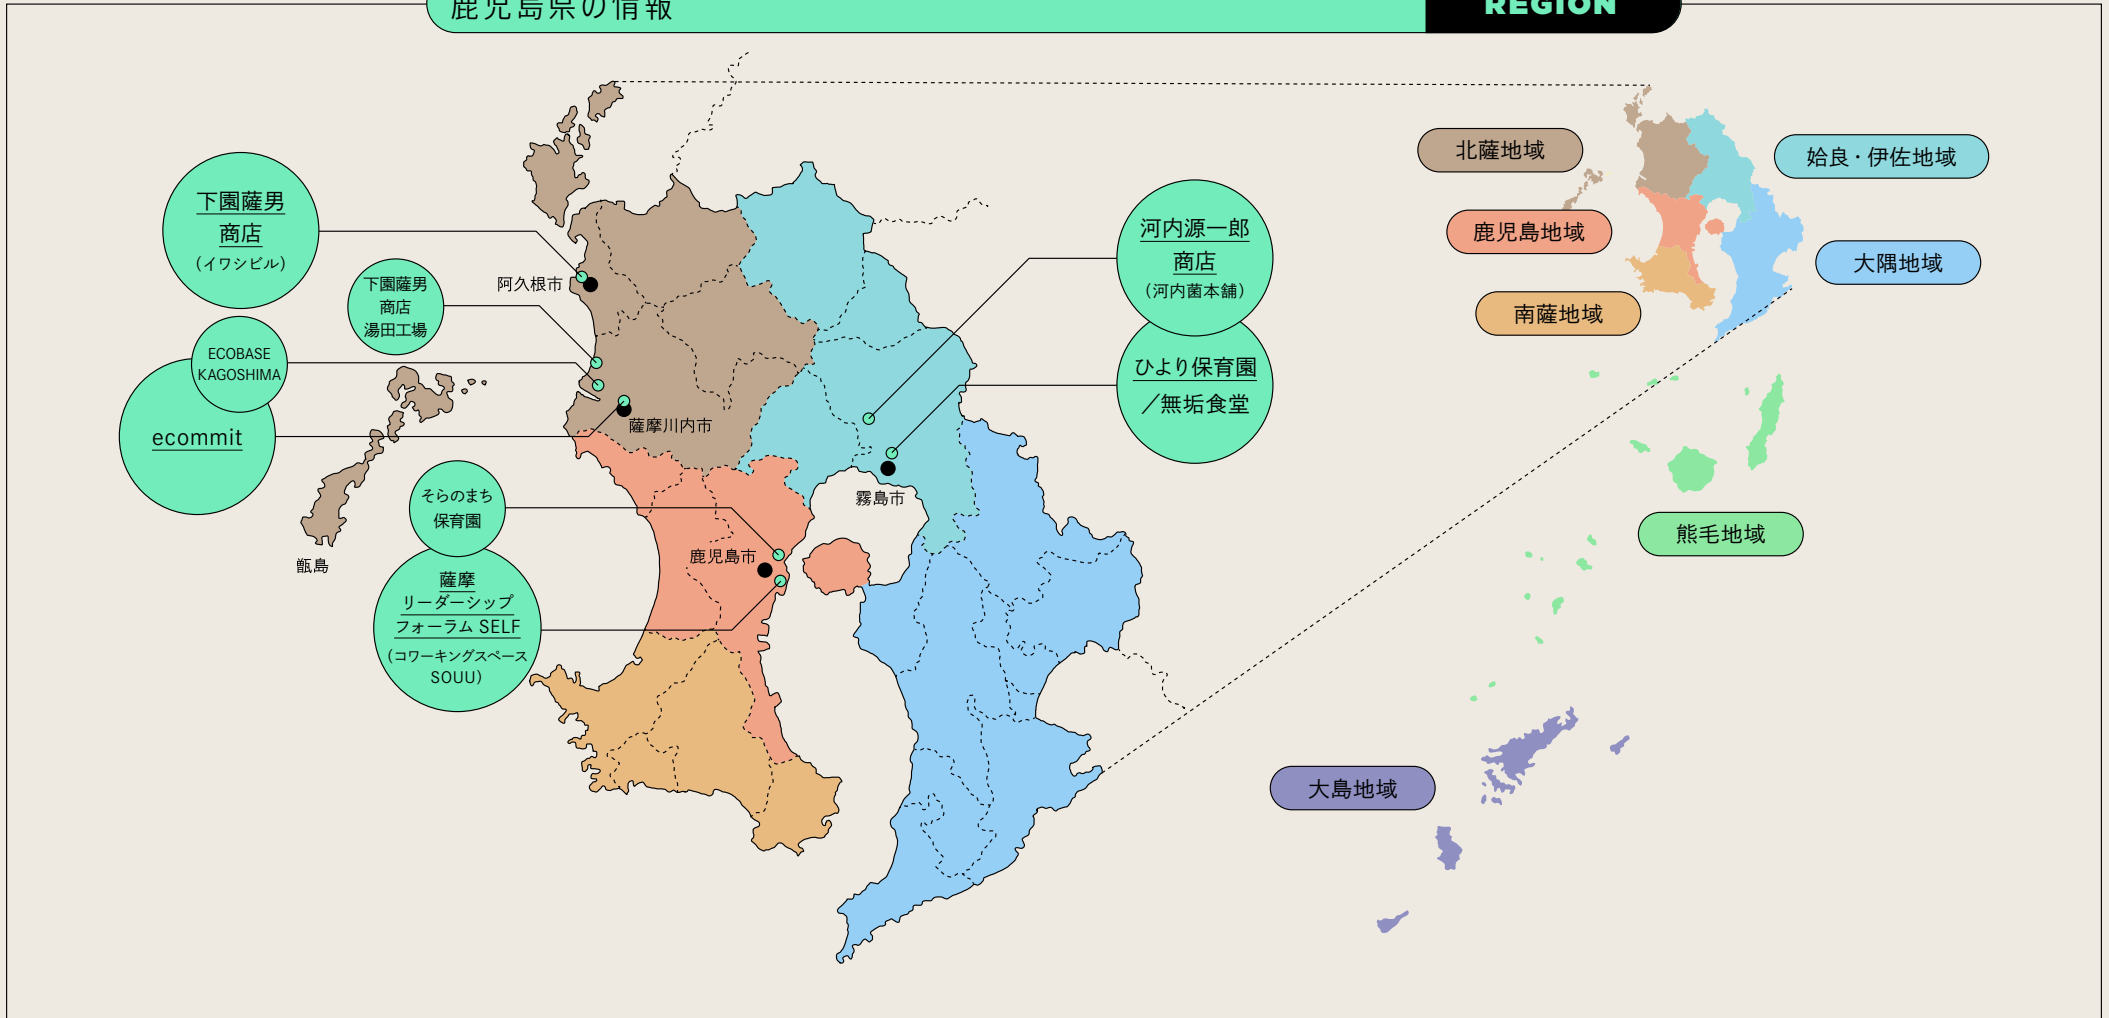 鹿児島県の情報
REGION
下園薩男
商店
(イワシビル)
下園薩男
商店
湯田工場
ECOBASE
KAGOSHIMA
ecommit
そらのまち
保育園
薩摩
リーダーシップ
フォーラム SELF
(コワーキングスペース
SOUU)
甑島
阿久根市
薩摩川内市
鹿児島市
霧島市
河内源一郎
商店
(河内菌本舗)
ひより保育園
／無垢食堂
北薩地域
姶良・伊佐地域
鹿児島地域
大隅地域
南薩地域
熊毛地域
大島地域